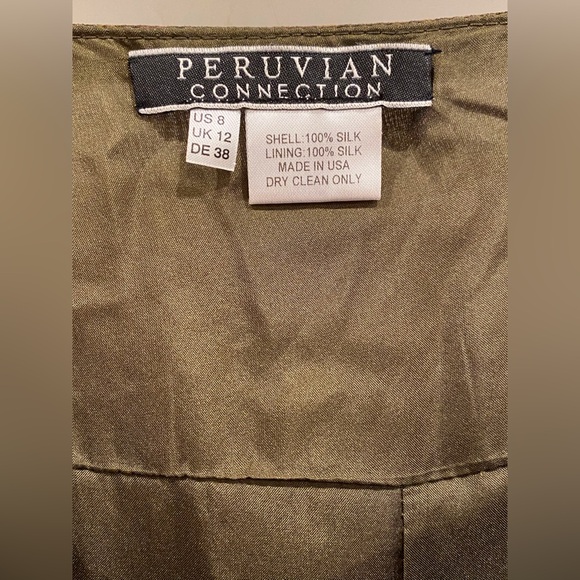 PERUVIAN
CONNECTION
US 8
UK 12
DE 38
SHELL:100% SILK
LINING:100% SILK
MADE IN USA
DRY CLEAN ONLY